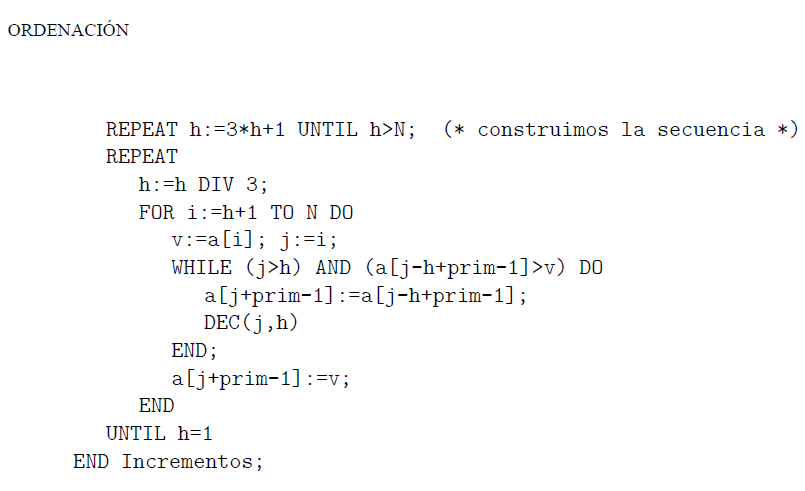 ORDENACIÓN
REPEAT h:=3*h+1 UNTIL h>N; (* construimos la secuencia *)
REPEAT
h:=h DIV 3;
FOR i:=h+1 TO N DO
v:=a[i]; j:=i;
WHILE (j>h) AND (a[j-h+prim-1]>v) DO
a[j+prim-1]:=a[j-h+prim-1];
DEC(j,h)
END;
a[j+prim-1]:=v;
END
UNTIL h=1
END Incrementos;